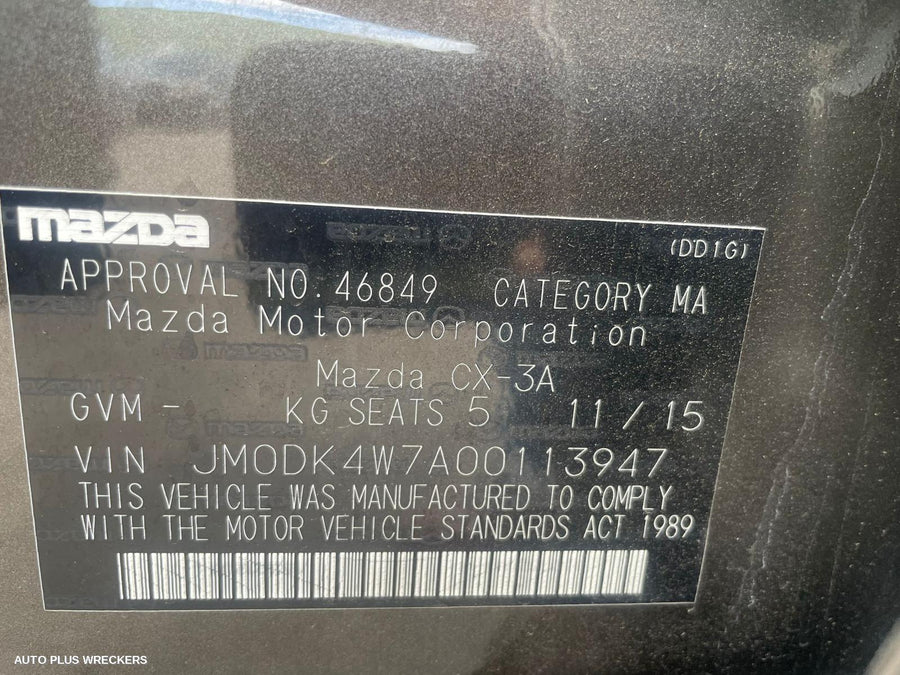 mazda
(DD1G)
APPROVAL NO. 46849 CATEGORY MA
Mazda Motor Corporation
Mazda CX-3A
GVM - KG SEATS 5 11 / 15
VIN JM0DK4W7A00113947
THIS VEHICLE WAS MANUFACTURED TO COMPLY
WITH THE MOTOR VEHICLE STANDARDS ACT 1989
AUTO PLUS WRECKERS